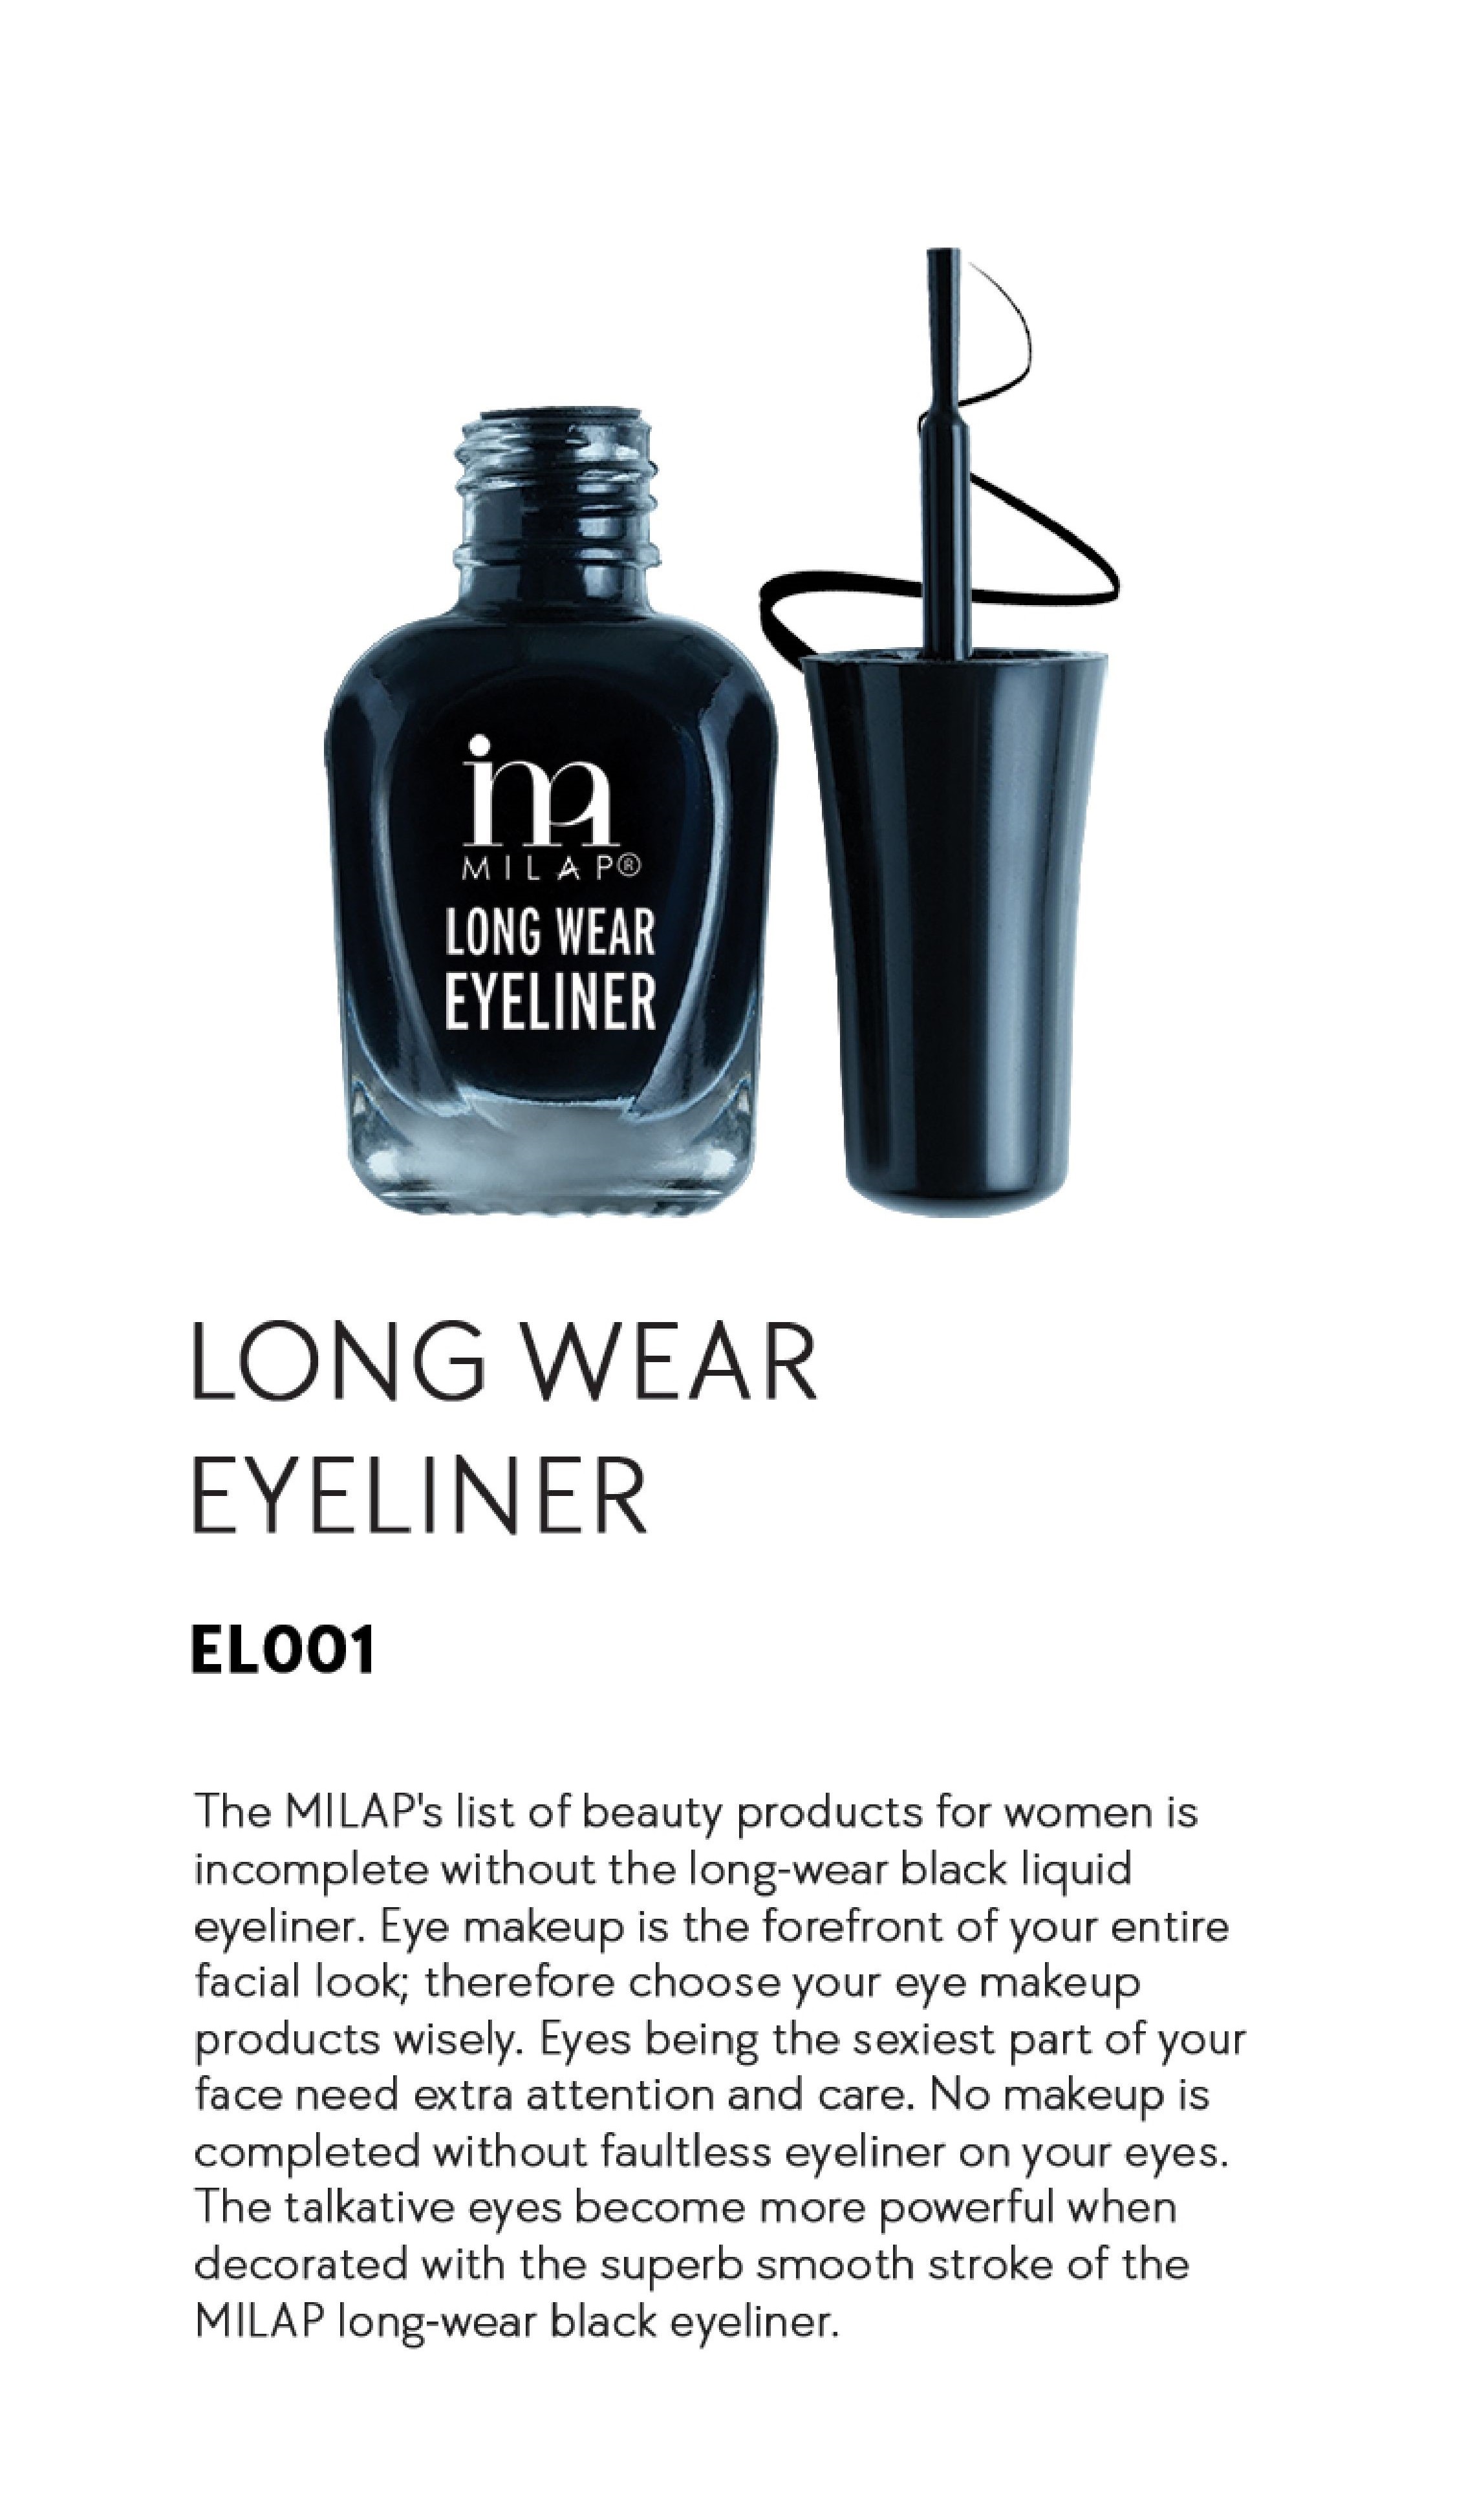 im
MILAP®
LONG WEAR
EYELINER
LONG WEAR
EYELINER
EL001
The MILAP's list of beauty products for women is
incomplete without the long-wear black liquid
eyeliner. Eye makeup is the forefront of your entire
facial look; therefore choose your eye makeup
products wisely. Eyes being the sexiest part of your
face need extra attention and care. No makeup is
completed without faultless eyeliner on your eyes.
The talkative eyes become more powerful when
decorated with the superb smooth stroke of the
MILAP long-wear black eyeliner.